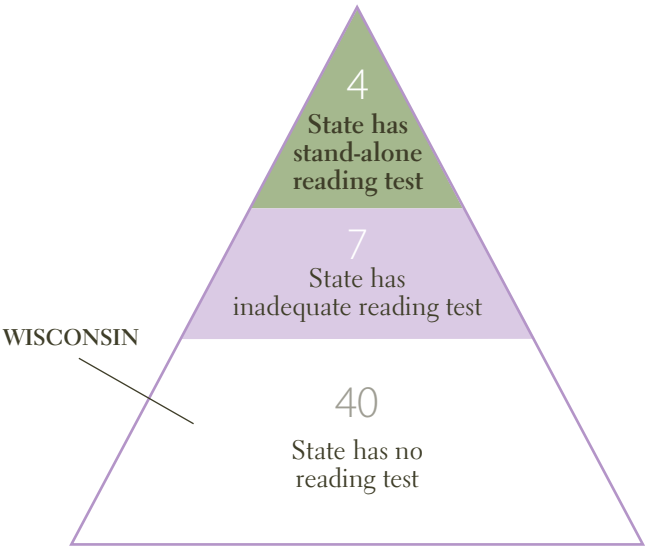 4
State has
stand-alone
reading test
7
State has
inadequate reading test
WISCONSIN
40
State has no
reading test